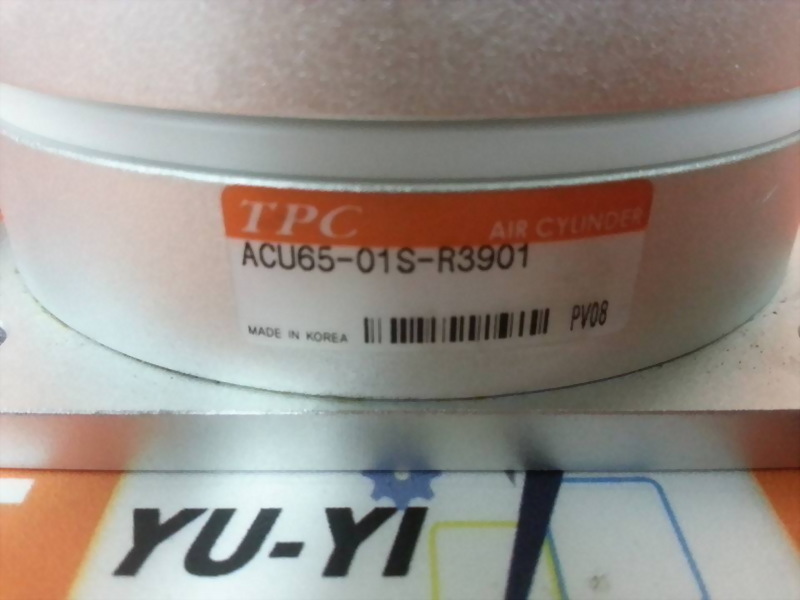 TPC AIR CYLINDER
ACU65-01S-R3901
MADE IN KOREA PV08
YU-YI